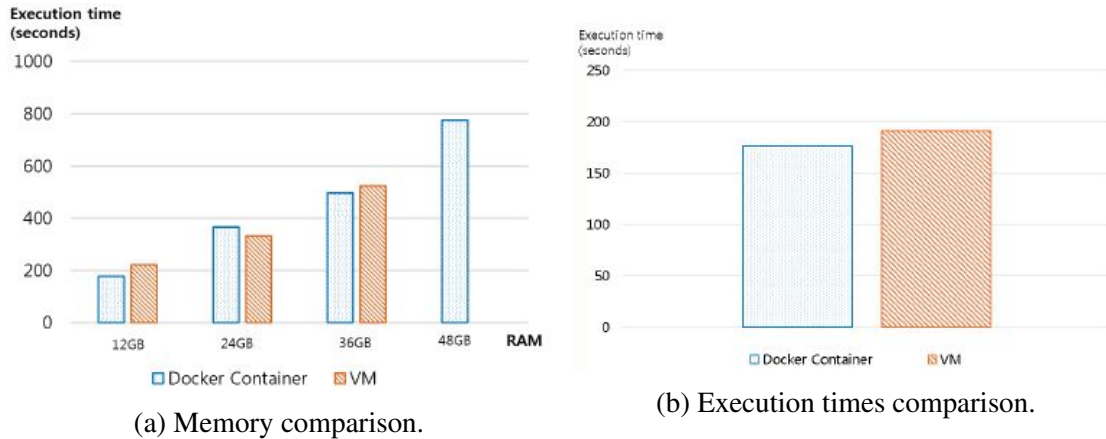 Execution time
(seconds)
1000
800
600
400
200
0
12GB 24GB 36GB 48GB RAM
Docker Container VM
(a) Memory comparison.
Execution time
(seconds)
250
200
150
100
50
0
Docker Container VM
(b) Execution times comparison.